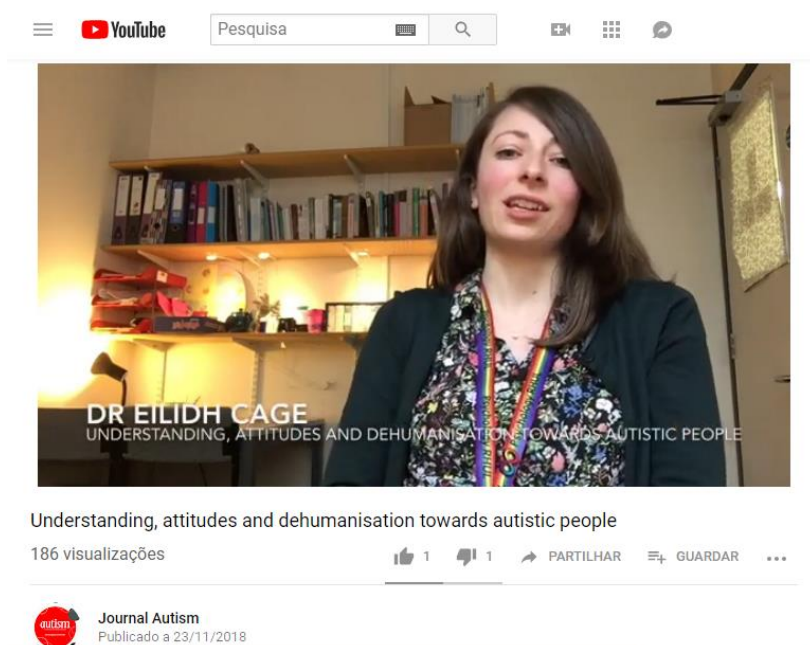 YouTube
Pesquisa
DR EILIDH CAGE
UNDERSTANDING, ATTITUDES AND DEHUMANISATION TOWARDS AUTISTIC PEOPLE
Understanding, attitudes and dehumanisation towards autistic people
186 visualizações
1 1 PARTILHAR GUARDAR
autism
Journal Autism
Publicado a 23/11/2018